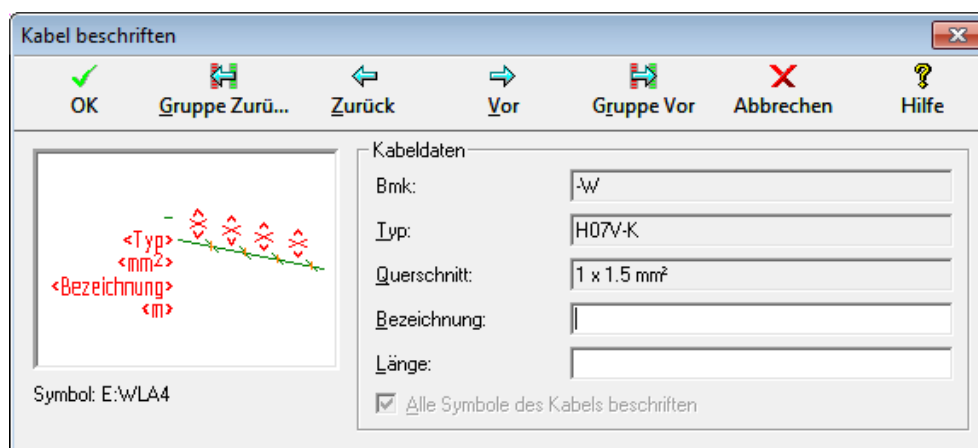 Kabel beschriften
OK Gruppe Zurü... Zurück Vor Gruppe Vor Abbrechen Hilfe
<Typ>
<mm2>
<Bezeichnung>
<m>
Symbol: E:WLA4
Kabeldaten
Bmk: -W
Typ: H07V-K
Querschnitt: 1 x 1.5 mm²
Bezeichnung:
Länge:
Alle Symbole des Kabels beschriften